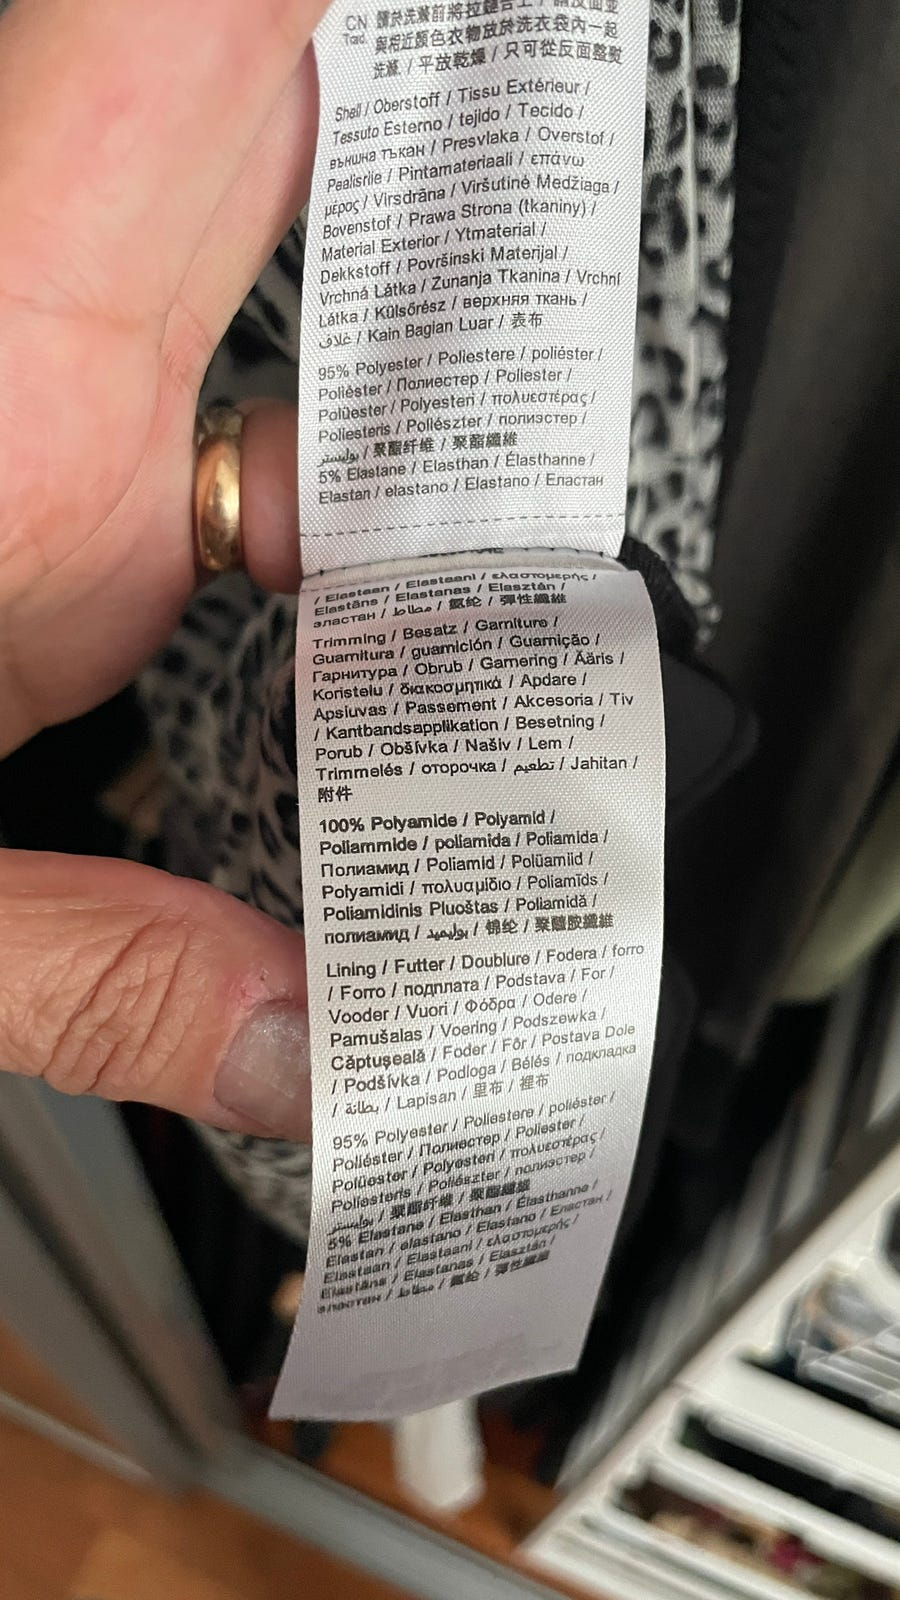 CN 請於洗滌前將拉鏈合上 / 請反面並
Trad. 與相近顏色衣物放於洗衣袋內一起
洗滌 / 平放乾燥 / 只可從反面整熨
Shell / Oberstoff / Tissu Extérieur /
Tessuto Esterno / tejido / Tecido /
външна тъкан / Presvlaka / Overstof /
Pealisriie / Pintamateriaali / επάνω
μερος / Virsdrāna / Viršutinė Medžiaga /
Bovenstof / Prawa Strona (tkaniny) /
Material Exterior / Ytmaterial /
Dekkstoff / Površinski Materijal /
Vrchná Látka / Zunanja Tkanina / Vrchní
Látka / Külsőrész / верхняя ткань /
غلاف / Kain Bagian Luar / 表布
95% Polyester / Poliestere / poliéster /
Poliéster / Полиестер / Poliester /
Polüester / Polyesteri / πολυεστέρας /
Poliesteris / Poliészter / полиэстер /
بوليستر / 聚酯纤维 / 聚酯纖維
5% Elastane / Elasthan / Élasthanne /
Elastan / elastano / Elastano / Еластан
/ Elastaan / Elastaani / ελαστομερής /
Elastāns / Elastanas / Elasztán /
эластан / مطاط / 氨纶 / 彈性纖維
Trimming / Besatz / Garniture /
Guarnitura / guarnición / Guarnição /
Гарнитура / Obrub / Garnering / Ääris /
Koristelu / διακοσμητικά / Apdare /
Apsiuvas / Passement / Akcesoria / Tiv
/ Kantbandsapplikation / Besetning /
Porub / Obšívka / Našiv / Lem /
Trimmelés / оторочка / تطعيم / Jahitan /
附件
100% Polyamide / Polyamid /
Poliammide / poliamida / Poliamida /
Полиамид / Poliamid / Polüamiid /
Polyamidi / πολυαμίδιο / Poliamīds /
Poliamidinis Pluoštas / Poliamidă /
полиамид / بوليميد / 锦纶 / 聚醯胺纖維
Lining / Futter / Doublure / Fodera / forro
/ Forro / подплата / Podstava / For /
Vooder / Vuori / Φόδρα / Odere /
Pamušalas / Voering / Podszewka /
Căptușeală / Foder / Fôr / Postava Dole
/ Podšívka / Podloga / Bélés / подкладка
/ بطانة / Lapisan / 里布 / 裡布
95% Polyester / Poliestere / poliéster /
Poliéster / Полиестер / Poliester /
Polüester / Polyesteri / πολυεστέρας /
Poliesteris / Poliészter / полиэстер /
بوليستر / 聚酯纤维 / 聚酯纖維
5% Elastane / Elasthan / Élasthanne /
Elastan / elastano / Elastano / Еластан /
Elastaan / Elastaani / ελαστομερής /
Elastāns / Elastanas / Elasztán /
эластан / مطاط / 氨纶 / 彈性纖維